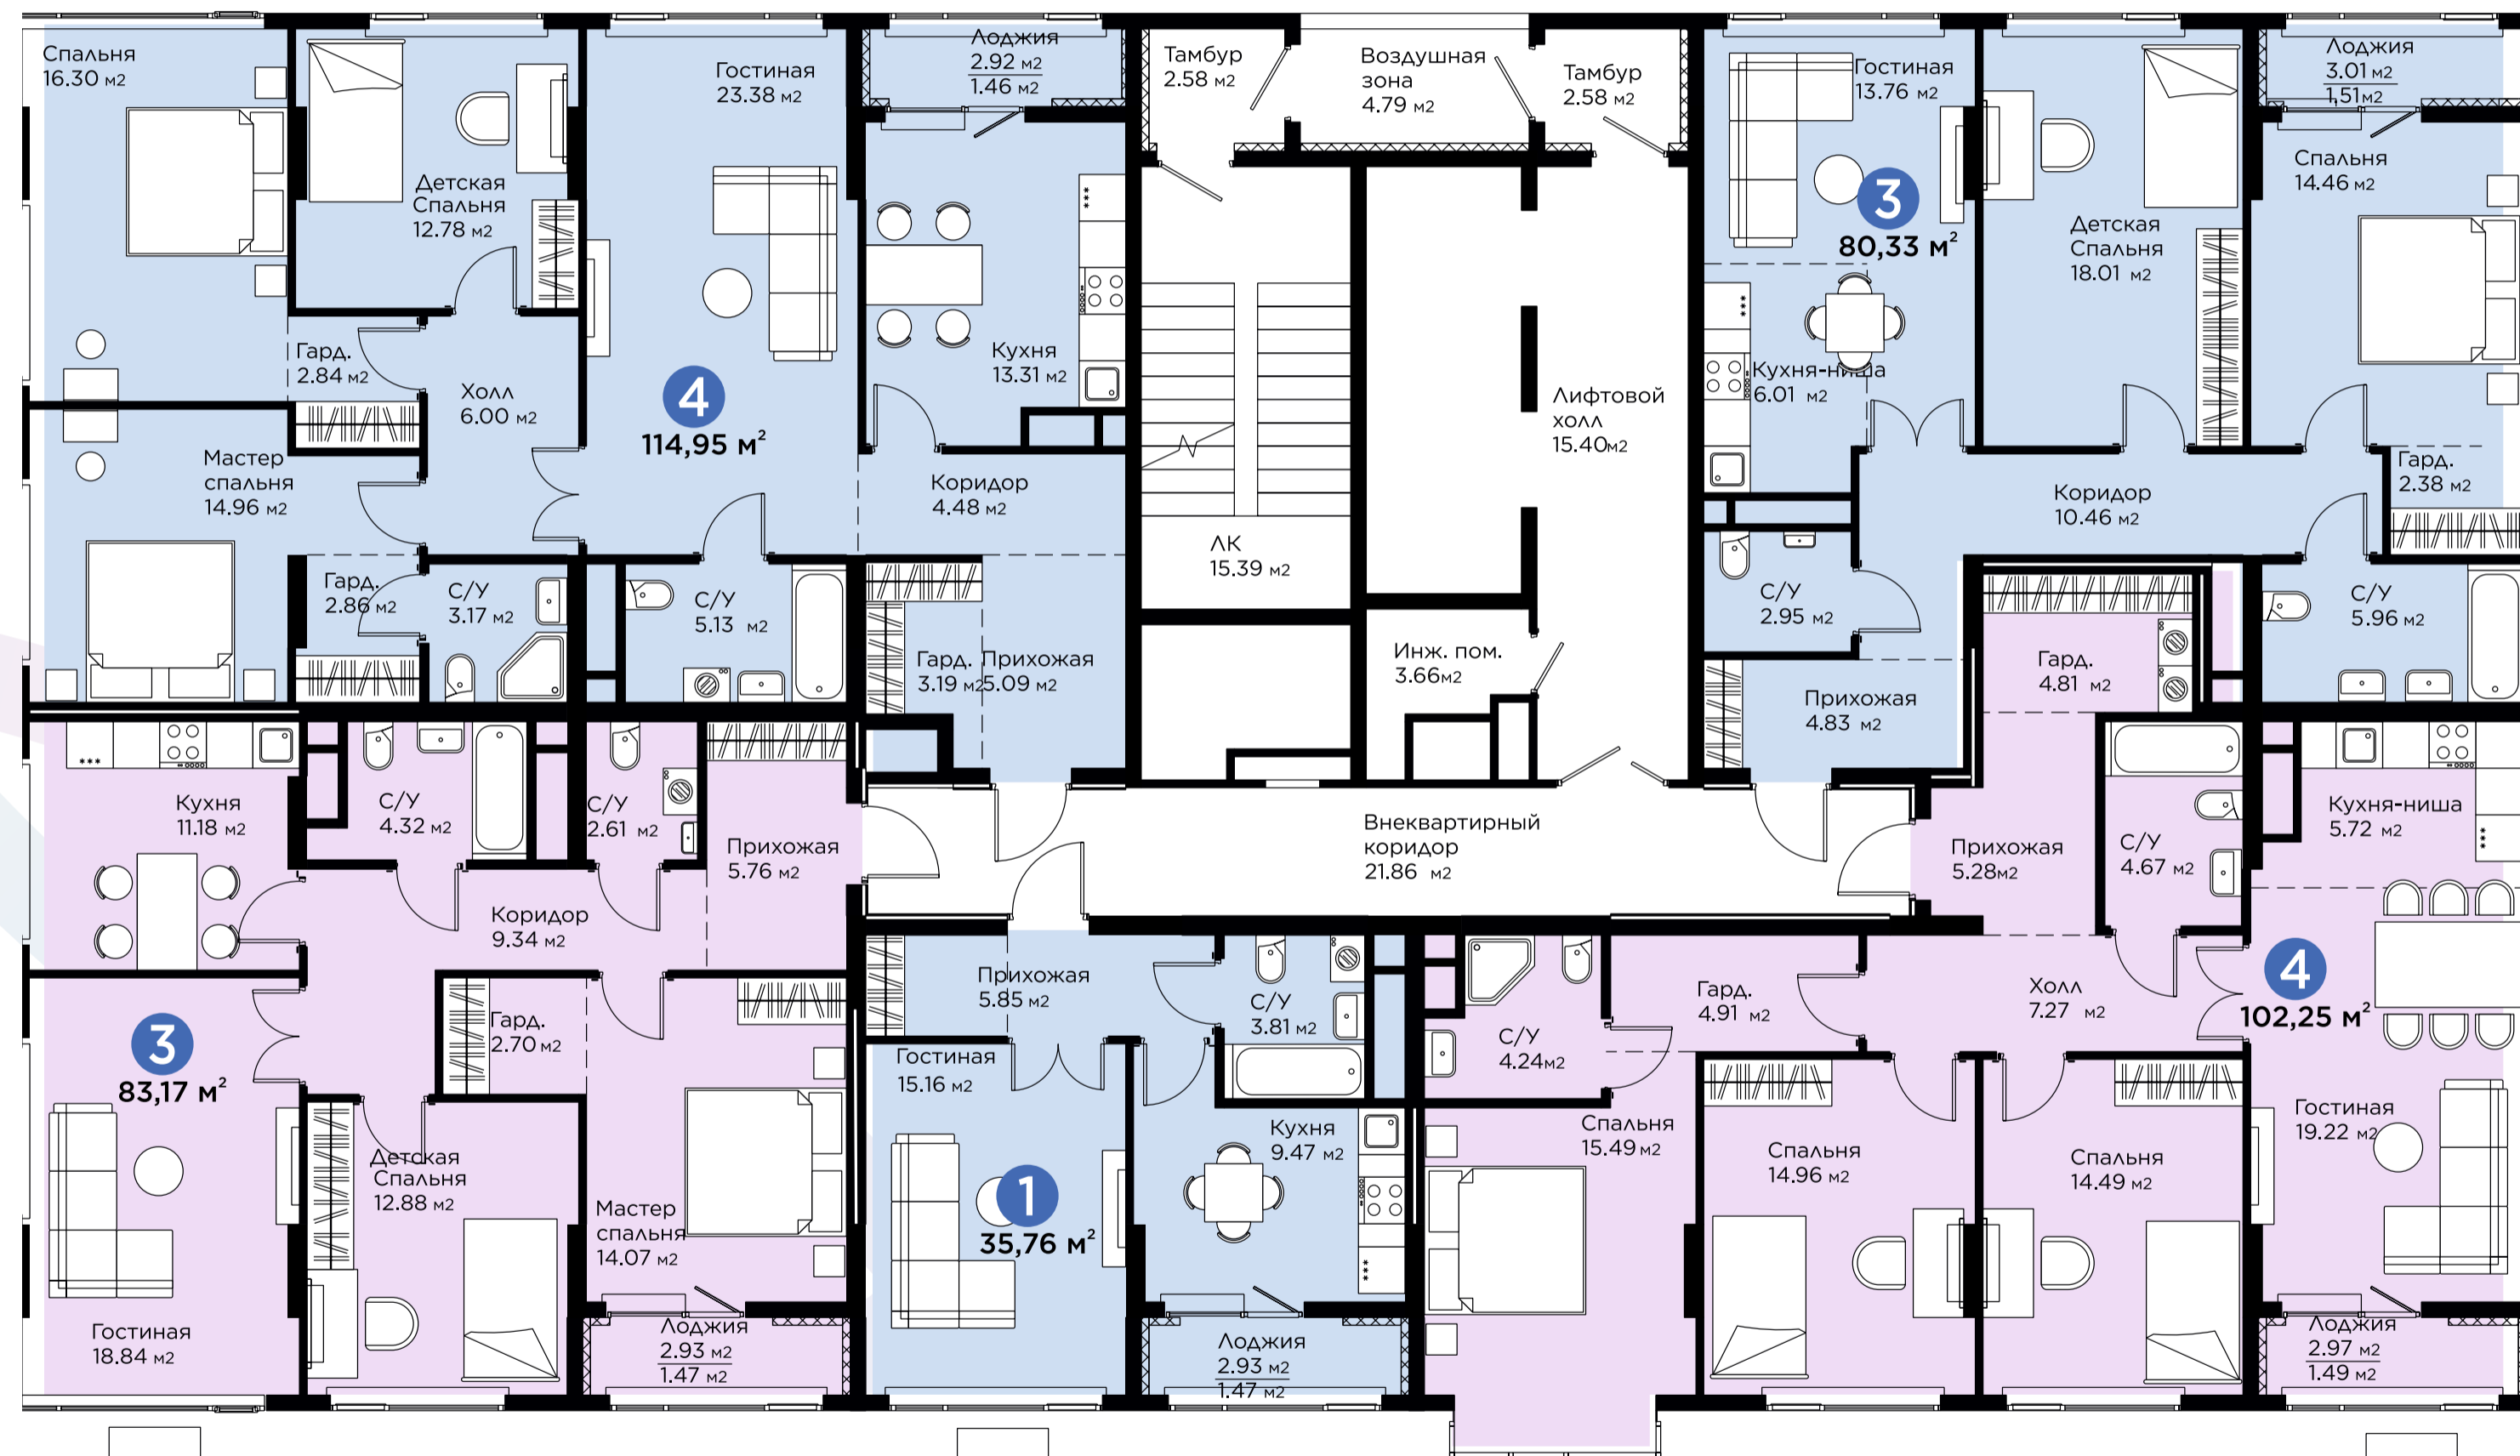 Спальня
16.30 м2
Детская
Спальня
12.78 м2
Гостиная
23.38 м2
Лоджия
2.92 м2
1.46 м2
Тамбур
2.58 м2
Воздушная
зона
4.79 м2
Тамбур
2.58 м2
Гостиная
13.76 м2
3
80,33 м²
Детская
Спальня
18.01 м2
Лоджия
3.01 м2
1.51 м2
Спальня
14.46 м2
Гард.
2.84 м2
Холл
6.00 м2
4
114,95 м²
Кухня
13.31 м2
Лифтовой
холл
15.40м2
Кухня-ниша
6.01 м2
Мастер
спальня
14.96 м2
Коридор
4.48 м2
ЛК
15.39 м2
Коридор
10.46 м2
Гард.
2.38 м2
Гард.
2.86 м2
С/У
3.17 м2
С/У
5.13 м2
Гард.
3.19 м2
Прихожая
5.09 м2
Инж. пом.
3.66м2
С/У
2.95 м2
Прихожая
4.83 м2
Гард.
4.81 м2
С/У
5.96 м2
Кухня
11.18 м2
С/У
4.32 м2
С/У
2.61 м2
Прихожая
5.76 м2
Внеквартирный
коридор
21.86 м2
Прихожая
5.28м2
С/У
4.67 м2
Кухня-ниша
5.72 м2
Коридор
9.34 м2
3
83,17 м²
Гард.
2.70 м2
Прихожая
5.85 м2
С/У
3.81 м2
С/У
4.24м2
Гард.
4.91 м2
Холл
7.27 м2
4
102,25 м²
Гостиная
15.16 м2
Детская
Спальня
12.88 м2
Мастер
спальня
14.07 м2
1
35,76 м²
Кухня
9.47 м2
Спальня
15.49 м2
Спальня
14.96 м2
Спальня
14.49 м2
Гостиная
19.22 м2
Гостиная
18.84 м2
Лоджия
2.93 м2
1.47 м2
Лоджия
2.93 м2
1.47 м2
Лоджия
2.97 м2
1.49 м2